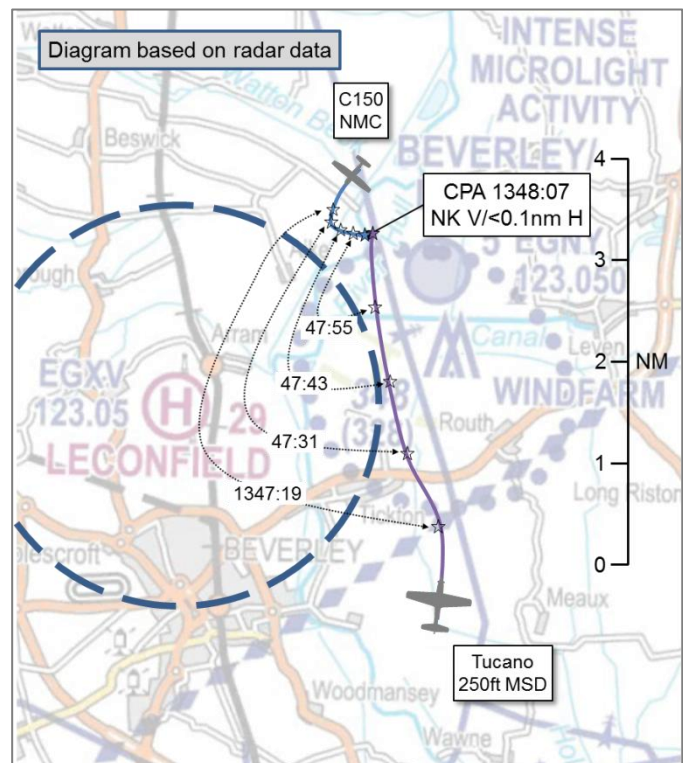 Diagram based on radar data
INTENSE
MICROLIGHT
ACTIVITY
C150
NMC
Beswick
BEVERLEY/
4
CPA 1348:07
NK V/<0.1nm H
123.050
3
47:55
Arram
Canal
Leven
EGXV
123.05
H
29
LECONFIELD
47:43
2
NM
WINDFARM
47:31
Routh
1
1347:19
Tickton
Long Riston
BEVERLEY
0
Meaux
Tucano
250ft MSD
Woodmansey
Wawne